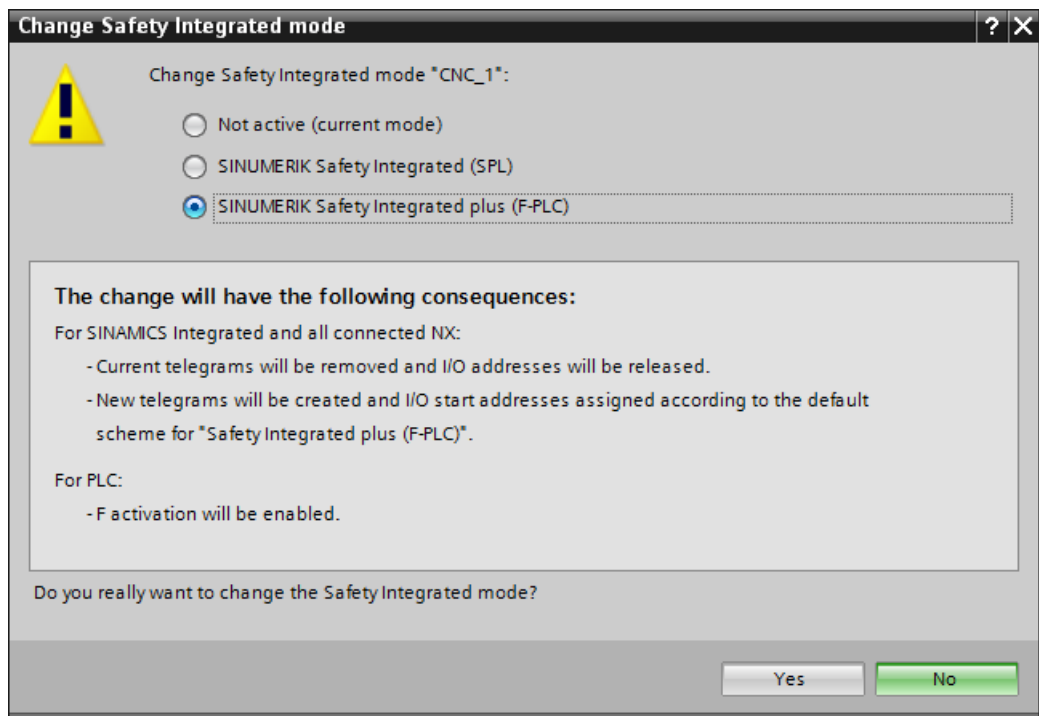 Change Safety Integrated mode
? X
Change Safety Integrated mode "CNC_1":
Not active (current mode)
SINUMERIK Safety Integrated (SPL)
SINUMERIK Safety Integrated plus (F-PLC)
The change will have the following consequences:
For SINAMICS Integrated and all connected NX:
- Current telegrams will be removed and I/O addresses will be released.
- New telegrams will be created and I/O start addresses assigned according to the default
scheme for "Safety Integrated plus (F-PLC)".
For PLC:
- F activation will be enabled.
Do you really want to change the Safety Integrated mode?
Yes No